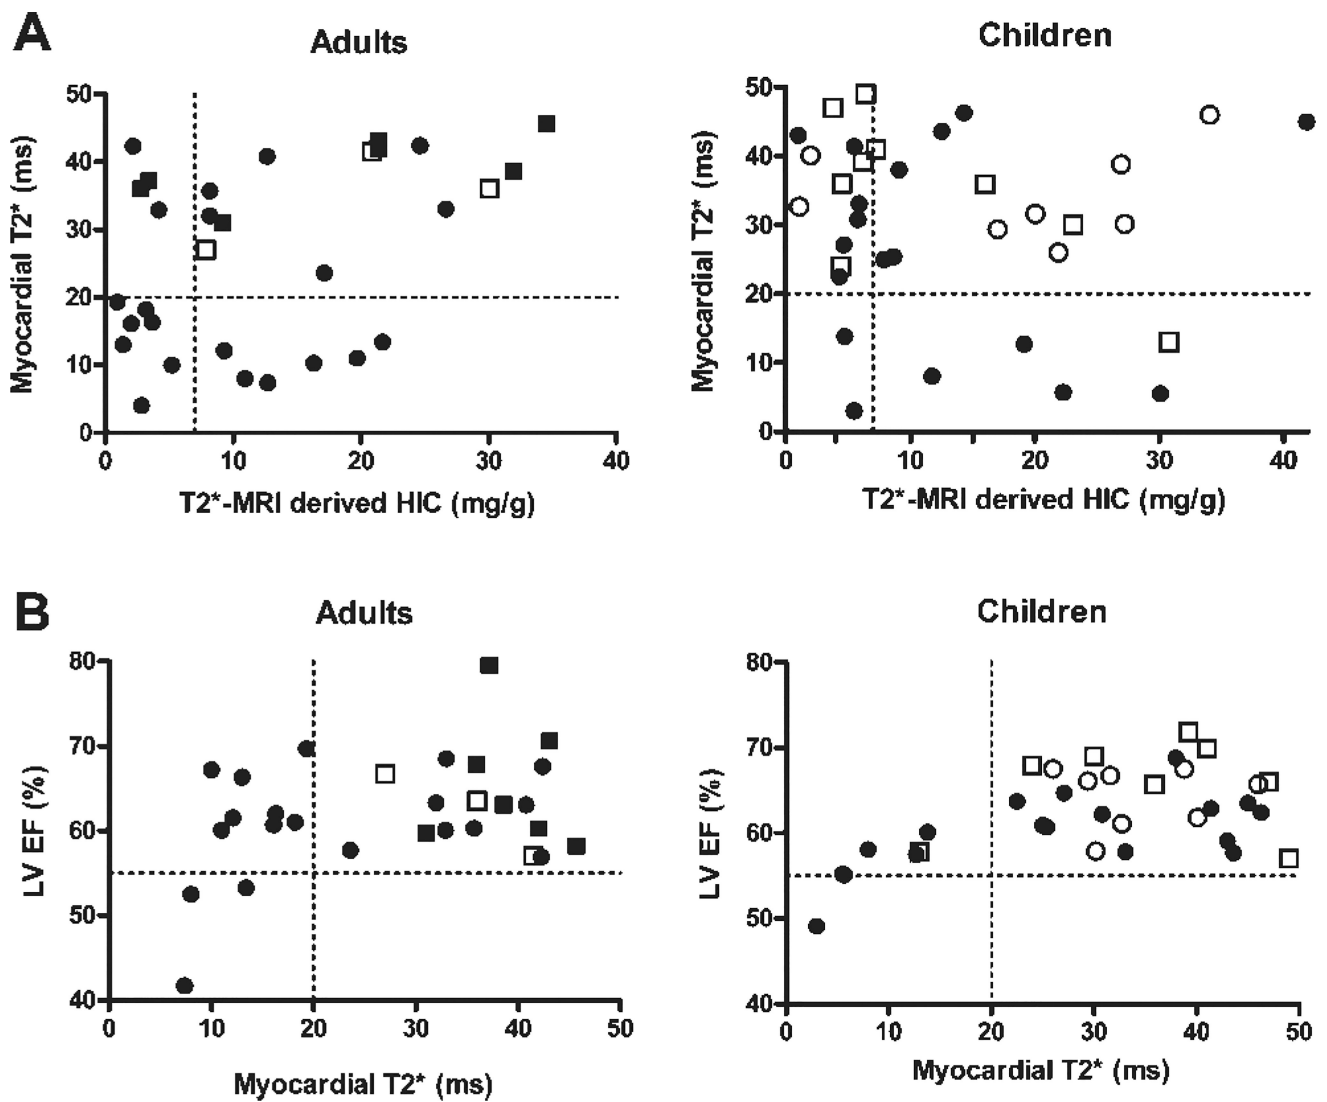 A
Adults
Children
Myocardial T2* (ms)
50
40
30
20
10
0
0 10 20 30 40
T2*-MRI derived HIC (mg/g)
Myocardial T2* (ms)
50
40
30
20
10
0
0 10 20 30 40
T2*-MRI derived HIC (mg/g)
B
Adults
Children
LV EF (%)
80
70
60
50
40
0 10 20 30 40 50
Myocardial T2* (ms)
LV EF (%)
80
70
60
50
40
0 10 20 30 40 50
Myocardial T2* (ms)